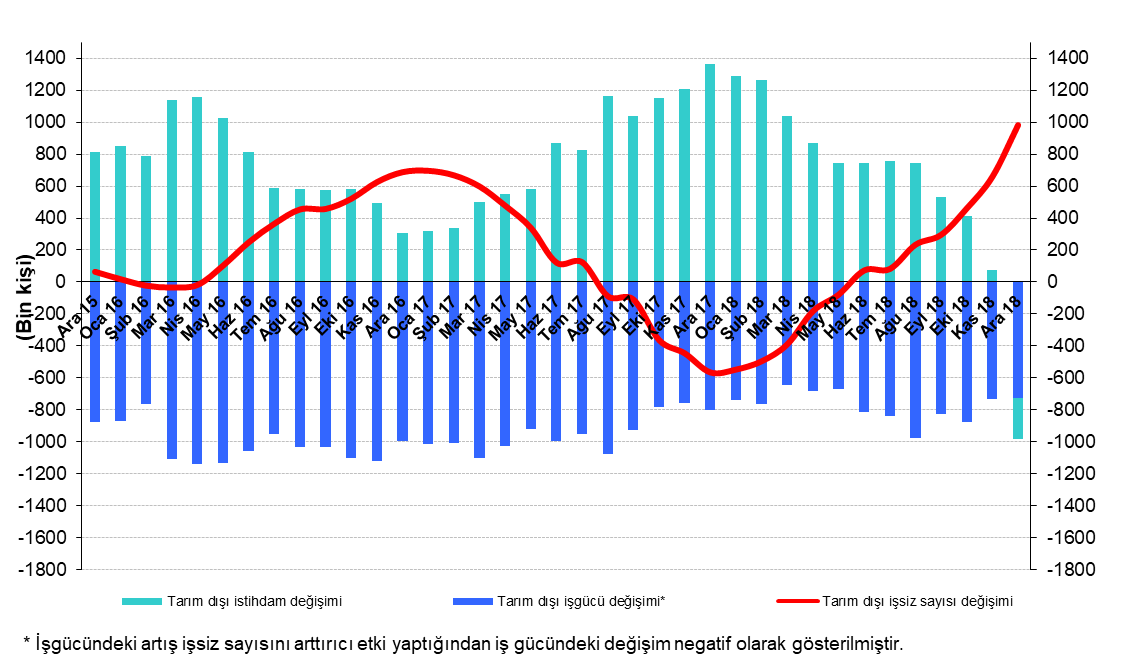 1400 1400
1200 1200
1000 1000
800 800
600 600
400 400
200 200
0 0
-200 -200
-400 -400
-600 -600
-800 -800
-1000 -1000
-1200 -1200
-1400 -1400
-1600 -1600
-1800 -1800
(Bin kişi)
Ara 15
Oca 16
Şub 16
Mar 16
Nis 16
May 16
Haz 16
Tem 16
Ağu 16
Eyl 16
Eki 16
Kas 16
Ara 16
Oca 17
Şub 17
Mar 17
Nis 17
May 17
Haz 17
Tem 17
Ağu 17
Eyl 17
Eki 17
Kas 17
Ara 17
Oca 18
Şub 18
Mar 18
Nis 18
May 18
Haz 18
Tem 18
Ağu 18
Eyl 18
Eki 18
Kas 18
Ara 18
Tarım dışı istihdam değişimi Tarım dışı işgücü değişimi* Tarım dışı işsiz sayısı değişimi
* İşgücündeki artış işsiz sayısını arttırıcı etki yaptığından iş gücündeki değişim negatif olarak gösterilmiştir.